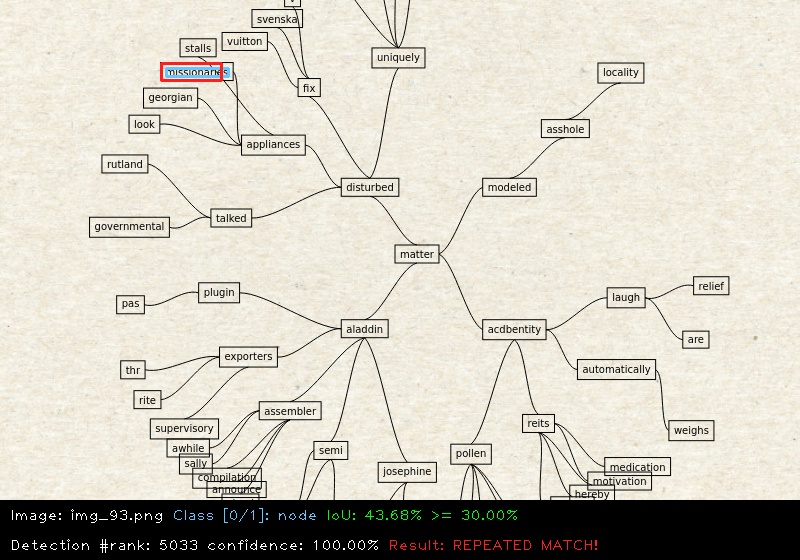 svenska
vuitton
stalls
uniquely
missionaries
locality
fix
georgian
look
asshole
appliances
rutland
disturbed
modeled
talked
governmental
matter
relief
plugin
laugh
pas
aladdin
acdbentity
are
exporters
thr
automatically
rite
assembler
supervisory
reits
weighs
awhile
semi
pollen
sally
josephine
medication
compilation
motivation
announce
hereby
Image: img_93.png Class [0/1]: node IoU: 43.68% >= 30.00%
Detection #rank: 5033 confidence: 100.00% Result: REPEATED MATCH!